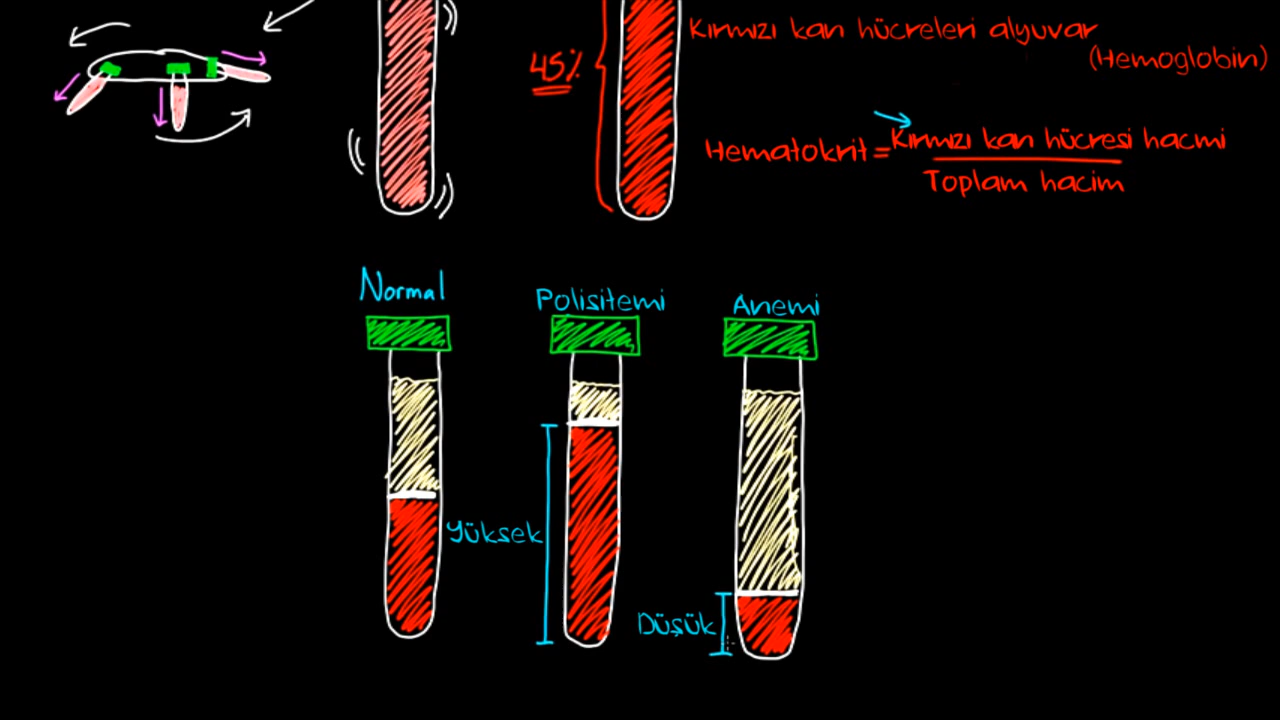 Kırmızı kan hücreleri alyuvar
(Hemoglobin)
45%
Hematokrit = Kırmızı kan hücresi hacmi
Toplam hacim
Normal
Polisitemi
Anemi
Yüksek
Düşük